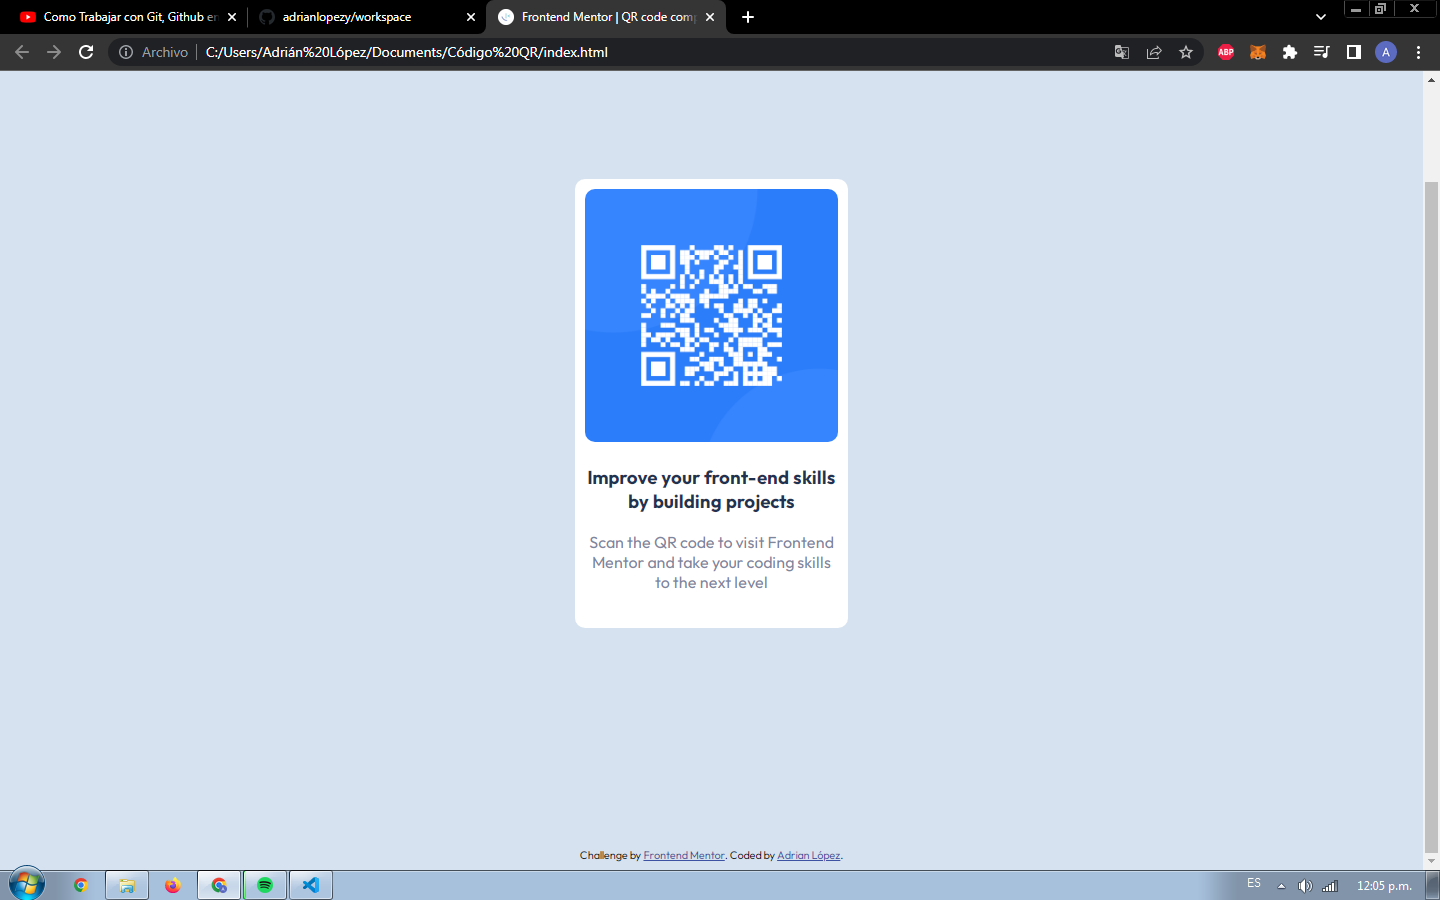 Como Trabajar con Git, Github en
adrianlopezy/workspace
Frontend Mentor | QR code comp
Archivo
C:/Users/Adrián%20López/Documents/Código%20QR/index.html
ABP
A
Improve your front-end skills
by building projects
Scan the QR code to visit Frontend
Mentor and take your coding skills
to the next level
Challenge by Frontend Mentor. Coded by Adrian López.
ES
12:05 p.m.